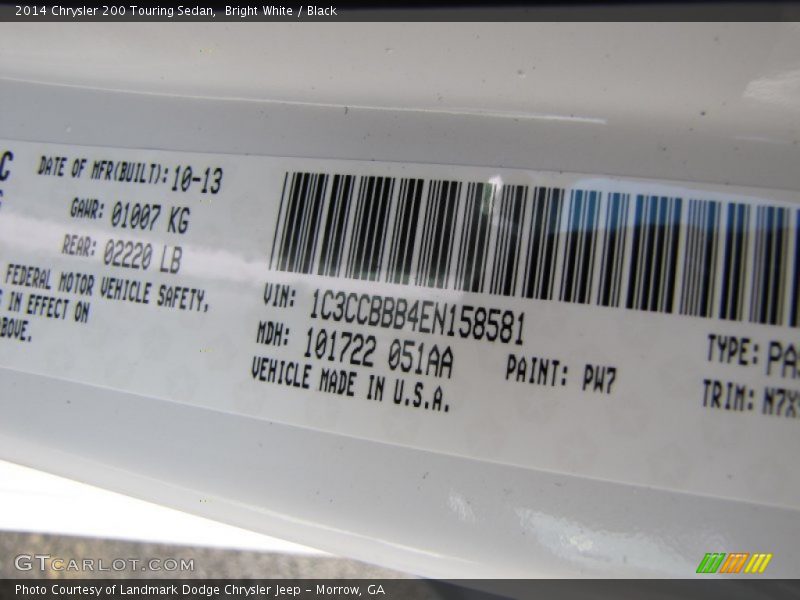 2014 Chrysler 200 Touring Sedan,  Bright White / Black
C
DATE OF MFR(BUILT): 10-13
GAWR: 01007 KG
REAR: 02220 LB
FEDERAL MOTOR VEHICLE SAFETY,
IN EFFECT ON
ABOVE.
VIN: 1C3CCBBB4EN158581
MDH: 101722 051AA
VEHICLE MADE IN U.S.A.
PAINT: PW7
TYPE: PA
TRIM: N7X
GTCARLOT.COM
Photo Courtesy of Landmark Dodge Chrysler Jeep – Morrow, GA